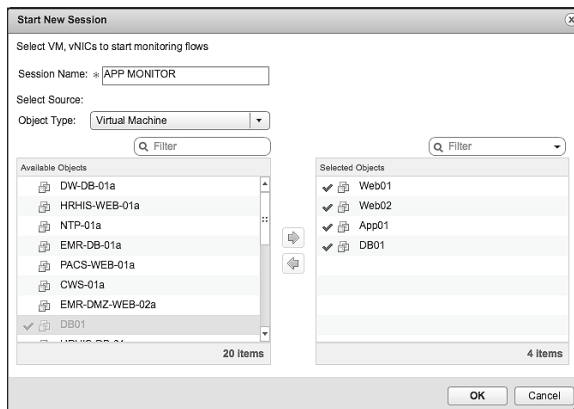 Start New Session
Select VM, vNICs to start monitoring flows
Session Name: * APP MONITOR
Select Source:
Object Type: Virtual Machine
Filter
Available Objects
DW-DB-01a
HRHIS-WEB-01a
NTP-01a
EMR-DB-01a
PACS-WEB-01a
CWS-01a
EMR-DMZ-WEB-02a
DB01
20 Items
Filter
Selected Objects
Web01
Web02
App01
DB01
4 Items
OK
Cancel